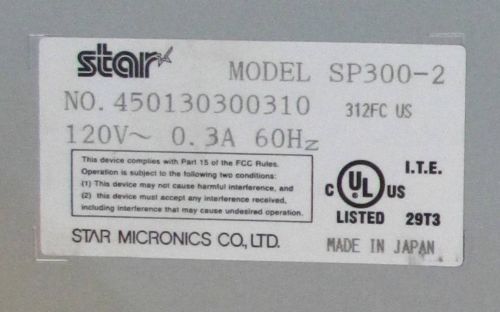 star
MODEL SP300-2
NO. 450130300310 312FC US
120V~ 0.3A 60Hz
This device complies with Part 15 of the FCC Rules.
Operation is subject to the following two conditions:
(1) This device may not cause harmful interference, and
(2) this device must accept any interference received,
including interference that may cause undesired operation.
I.T.E.
C UL US
LISTED 29T3
STAR MICRONICS CO., LTD.
MADE IN JAPAN